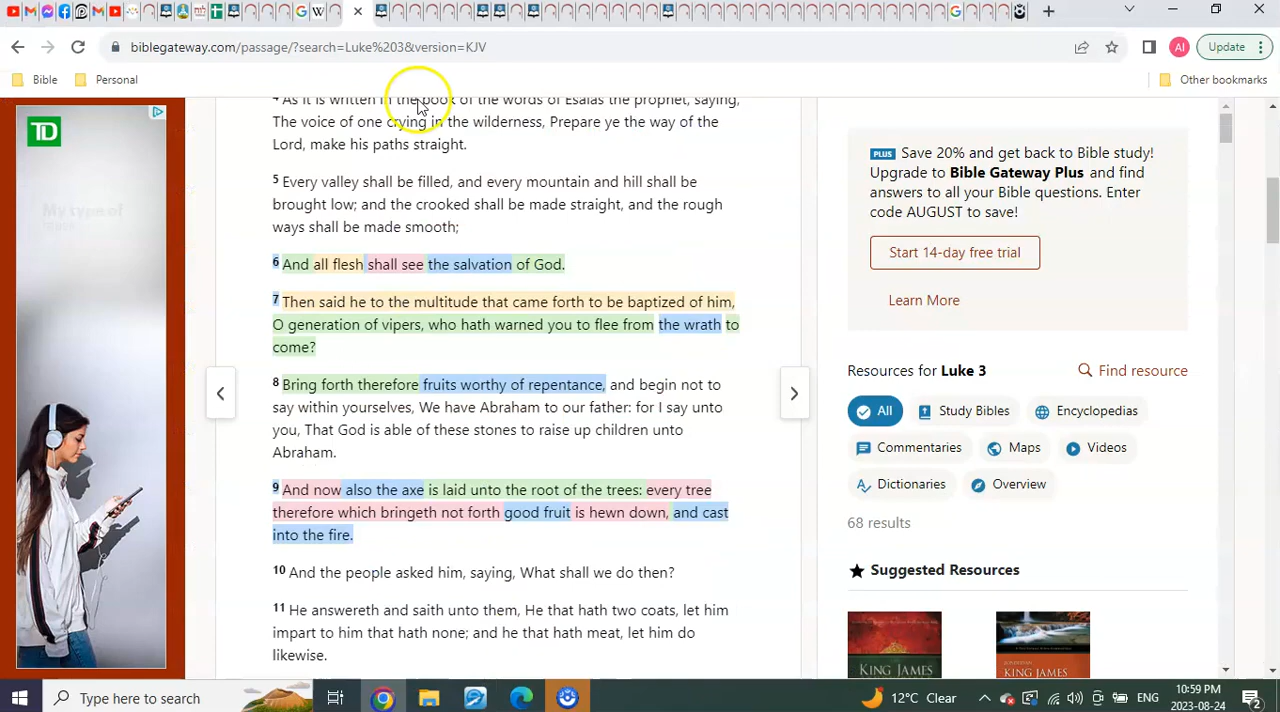 biblegateway.com/passage/?search=Luke%203&version=KJV
AI
Update
Bible
Personal
Other bookmarks
4 As it is written in the book of the words of Esaias the prophet, saying,
The voice of one crying in the wilderness, Prepare ye the way of the
Lord, make his paths straight.
5 Every valley shall be filled, and every mountain and hill shall be
brought low; and the crooked shall be made straight, and the rough
ways shall be made smooth;
6 And all flesh shall see the salvation of God.
7 Then said he to the multitude that came forth to be baptized of him,
O generation of vipers, who hath warned you to flee from the wrath to
come?
8 Bring forth therefore fruits worthy of repentance, and begin not to
say within yourselves, We have Abraham to our father: for I say unto
you, That God is able of these stones to raise up children unto
Abraham.
9 And now also the axe is laid unto the root of the trees: every tree
therefore which bringeth not forth good fruit is hewn down, and cast
into the fire.
10 And the people asked him, saying, What shall we do then?
11 He answereth and saith unto them, He that hath two coats, let him
impart to him that hath none; and he that hath meat, let him do
likewise.
TD
My type of
PLUS Save 20% and get back to Bible study!
Upgrade to Bible Gateway Plus and find
answers to all your Bible questions. Enter
code AUGUST to save!
Start 14-day free trial
Learn More
Resources for Luke 3
Find resource
All
Study Bibles
Encyclopedias
Commentaries
Maps
Videos
Dictionaries
Overview
68 results
Suggested Resources
KING JAMES
KING JAMES
Type here to search
12°C Clear
ENG
10:59 PM
2023-08-24
2